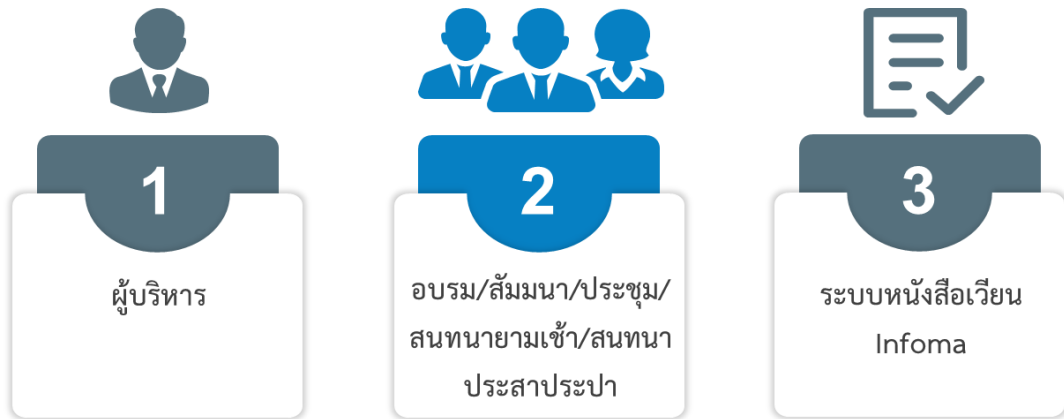 1
ผู้บริหาร
2
อบรม/สัมมนา/ประชุม/
สนทนายามเช้า/สนทนา
ประสาประปา
3
ระบบหนังสือเวียน
Infoma